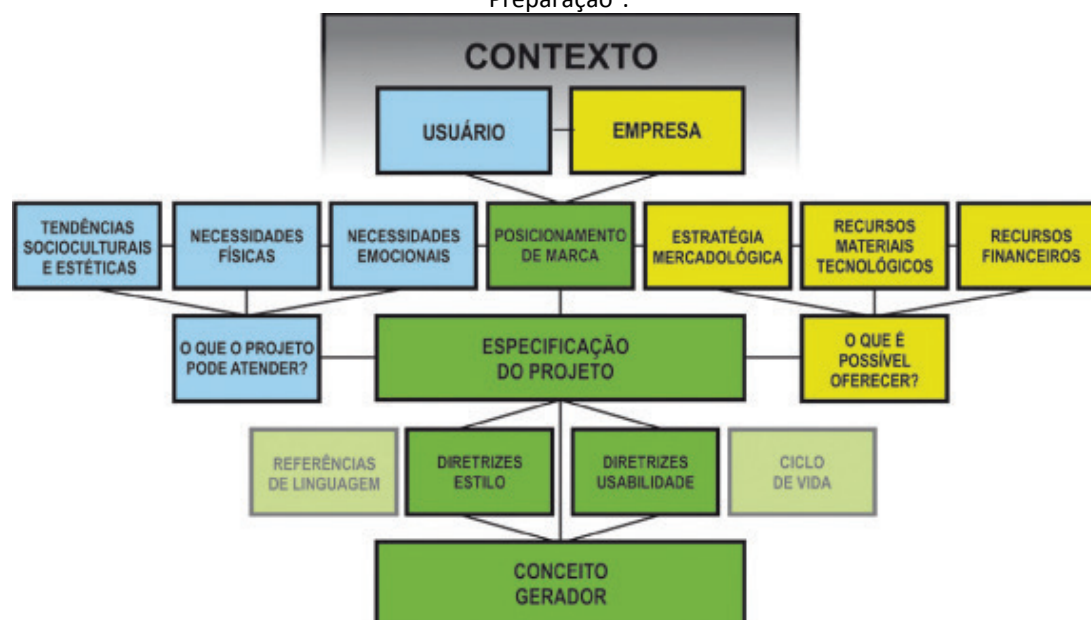 Preparação".
CONTEXTO
USUÁRIO
EMPRESA
TENDÊNCIAS
SOCIOCULTURAIS
E ESTÉTICAS
NECESSIDADES
FÍSICAS
NECESSIDADES
EMOCIONAIS
POSICIONAMENTO
DE MARCA
ESTRATÉGIA
MERCADOLÓGICA
RECURSOS
MATERIAIS
TECNOLÓGICOS
RECURSOS
FINANCEIROS
O QUE O PROJETO
PODE ATENDER?
ESPECIFICAÇÃO
DO PROJETO
O QUE É
POSSÍVEL
OFERECER?
REFERÊNCIAS
DE LINGUAGEM
DIRETRIZES
ESTILO
DIRETRIZES
USABILIDADE
CICLO
DE VIDA
CONCEITO
GERADOR